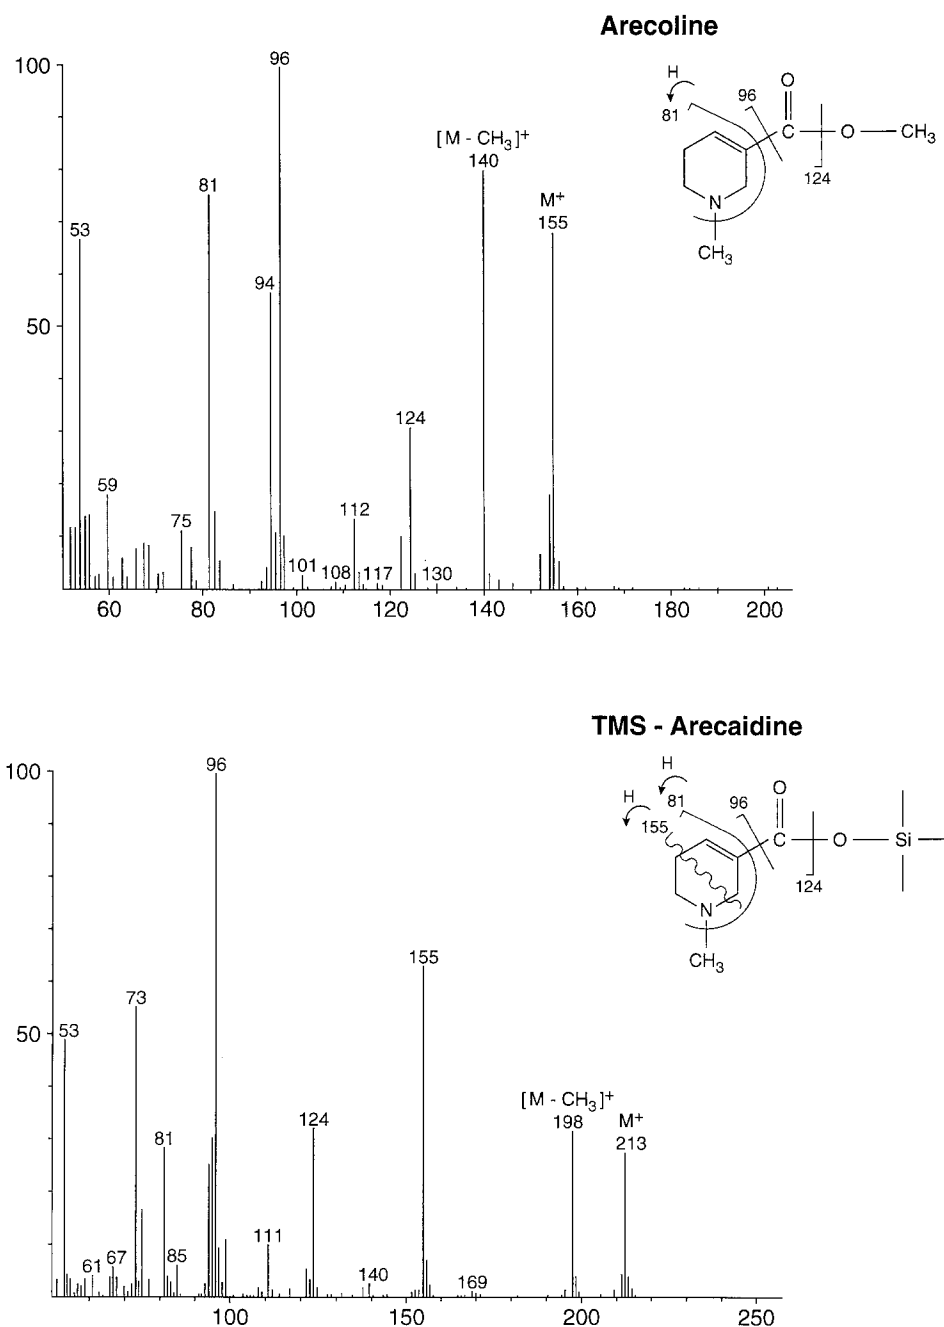 Arecoline
100
50
53
59
75
81
94
96
101
108
112
117
124
130
[M - CH3]+
140
M+
155
60 80 100 120 140 160 180 200
H
81
96
O
C
O
CH3
124
N
CH3
TMS - Arecaidine
100
50
53
61
67
73
81
85
96
111
124
140
155
169
[M - CH3]+
198
M+
213
100 150 200 250
H
H
81
155
96
O
C
O
Si
124
N
CH3